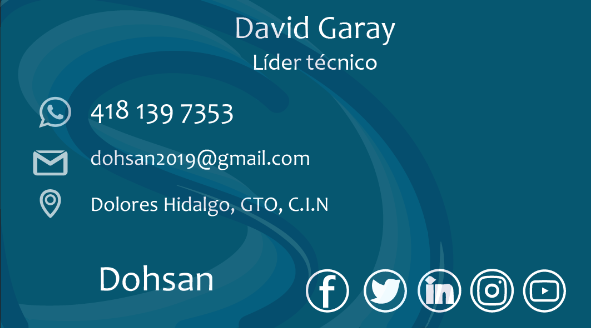 David Garay
Líder técnico
418 139 7353
dohsan2019@gmail.com
Dolores Hidalgo, GTO, C.I.N
Dohsan